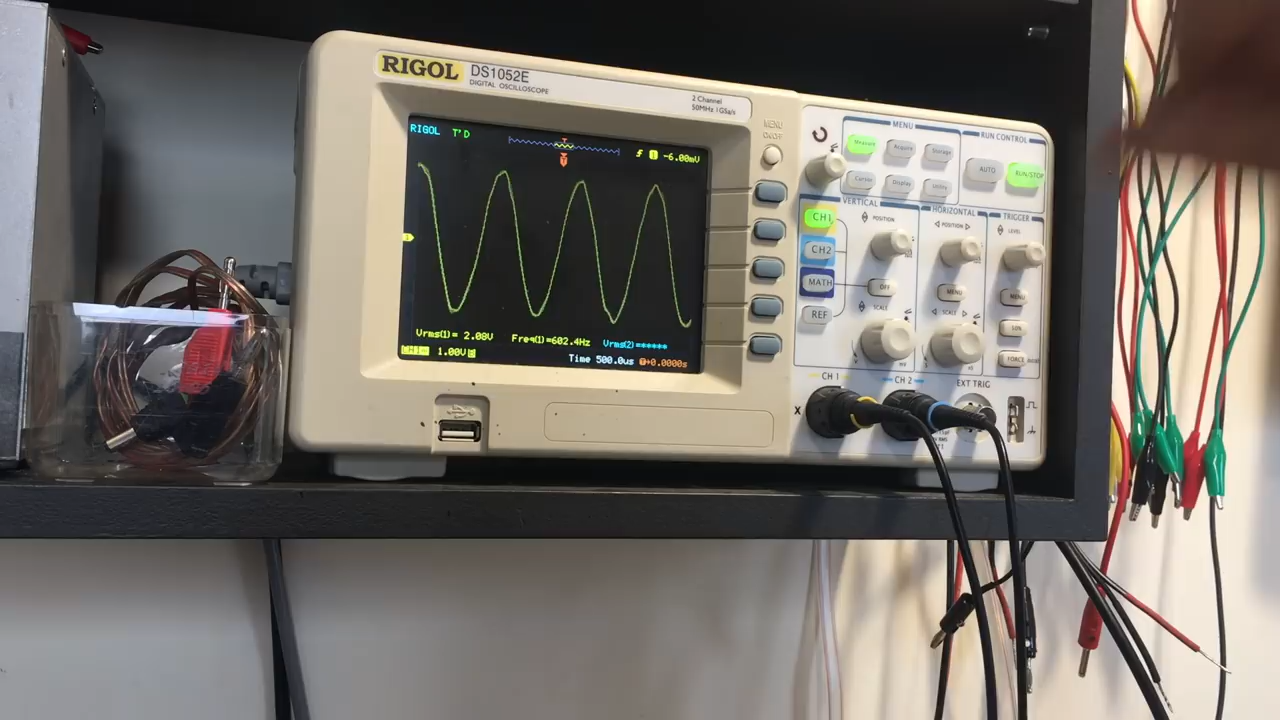 RIGOL DS1052E
DIGITAL OSCILLOSCOPE
2 Channel
50MHz 1GSa/s
MENU
ON/OFF
RIGOL T'D
1 -6.00mV
Vrms(1)= 2.08V Freq(1)=602.4Hz Vrms(2)=*****
1.00V Time 500.0us +0.0000s
MENU
Measure Acquire Storage
Cursor Display Utility
RUN CONTROL
AUTO RUN/STOP
VERTICAL
POSITION
CH1
CH2
MATH
REF
OFF
SCALE
HORIZONTAL
POSITION
MENU
SCALE
TRIGGER
LEVEL
MENU
50%
FORCE
CH 1
CH 2
EXT TRIG
X